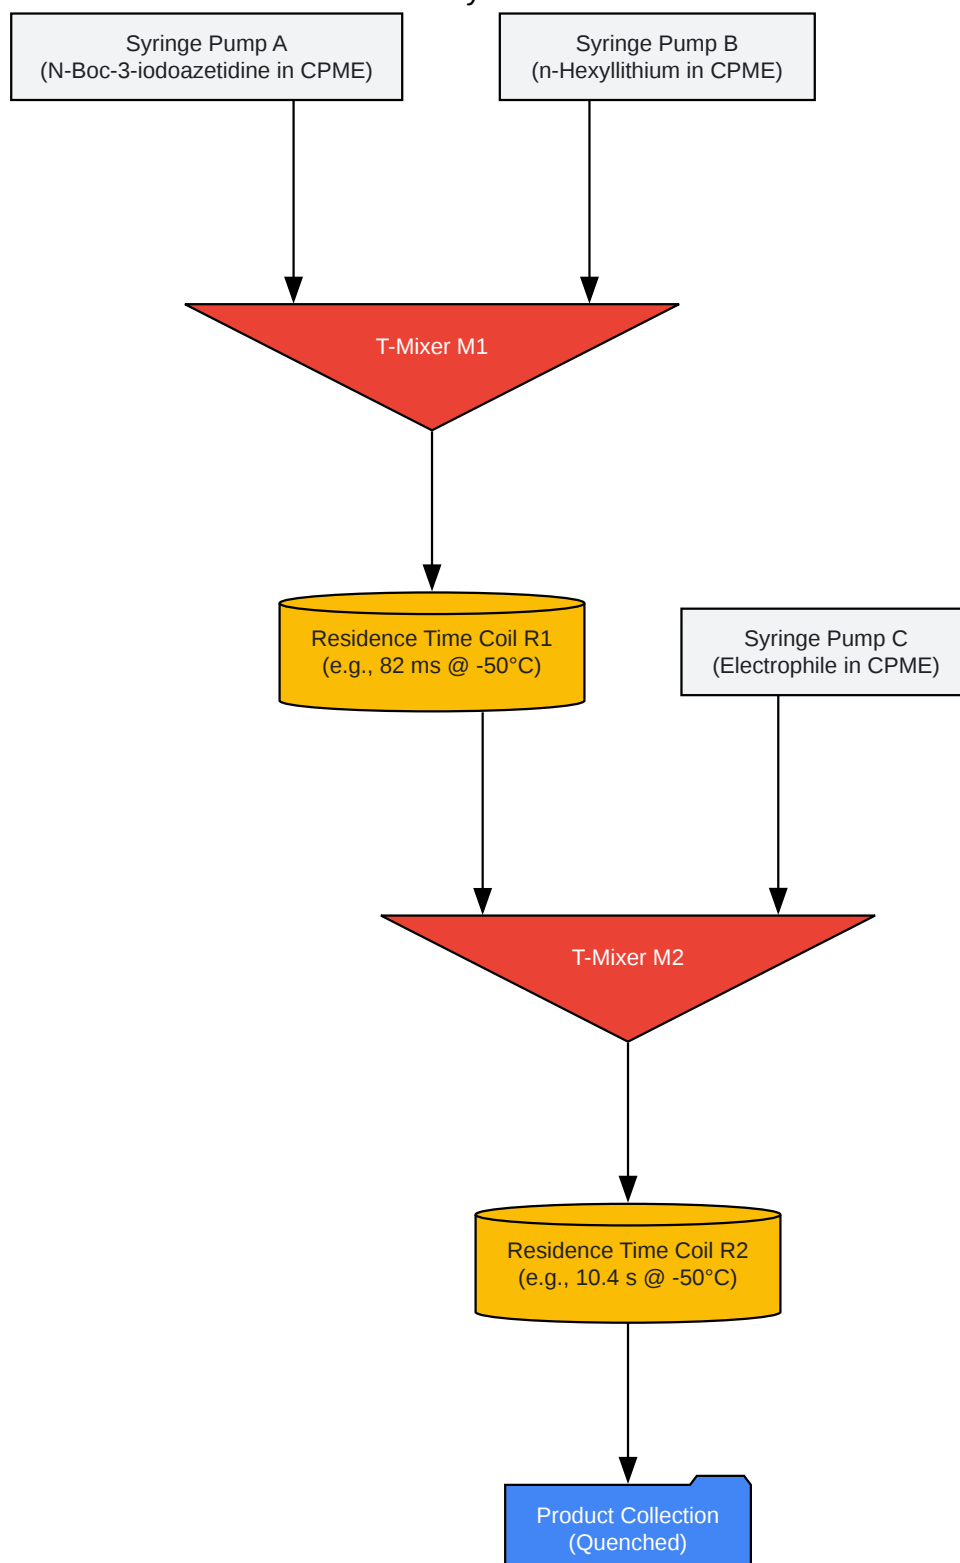 Syringe Pump A
(N-Boc-3-iodoazetidine in CPME)
Syringe Pump B
(n-Hexyllithium in CPME)
T-Mixer M1
Residence Time Coil R1
(e.g., 82 ms @ -50°C)
Syringe Pump C
(Electrophile in CPME)
T-Mixer M2
Residence Time Coil R2
(e.g., 10.4 s @ -50°C)
Product Collection
(Quenched)